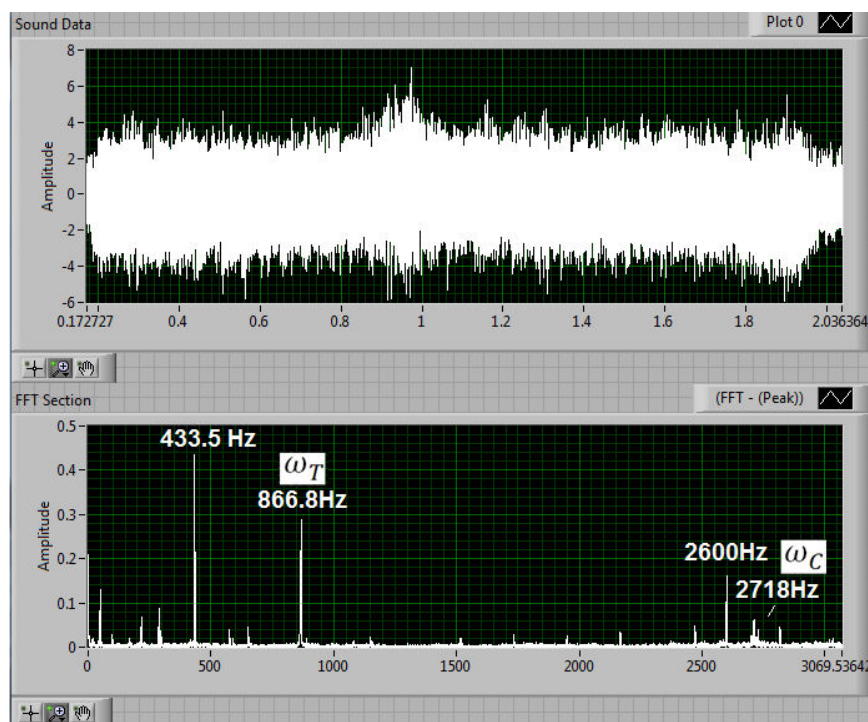 Sound Data
Plot 0
8
6
4
2
0
-2
-4
-6
Amplitude
0.172727 0.4 0.6 0.8 1 1.2 1.4 1.6 1.8 2.036364
FFT Section
(FFT - (Peak))
0.5
0.4
0.3
0.2
0.1
0
Amplitude
433.5 Hz
ω_T
866.8Hz
2600Hz ω_C
2718Hz
0 500 1000 1500 2000 2500 3069.53642